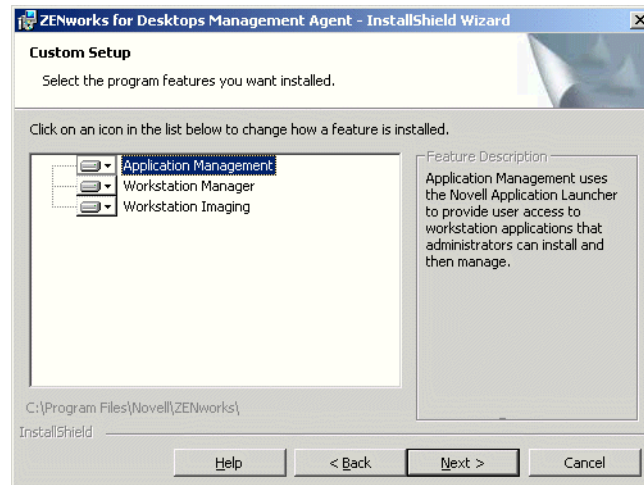 ZENworks for Desktops Management Agent - InstallShield Wizard
Custom Setup
Select the program features you want installed.
Click on an icon in the list below to change how a feature is installed.
Application Management
Workstation Manager
Workstation Imaging
Feature Description
Application Management uses
the Novell Application Launcher
to provide user access to
workstation applications that
administrators can install and
then manage.
C:\Program Files\Novell\ZENworks\
InstallShield
Help
< Back
Next >
Cancel